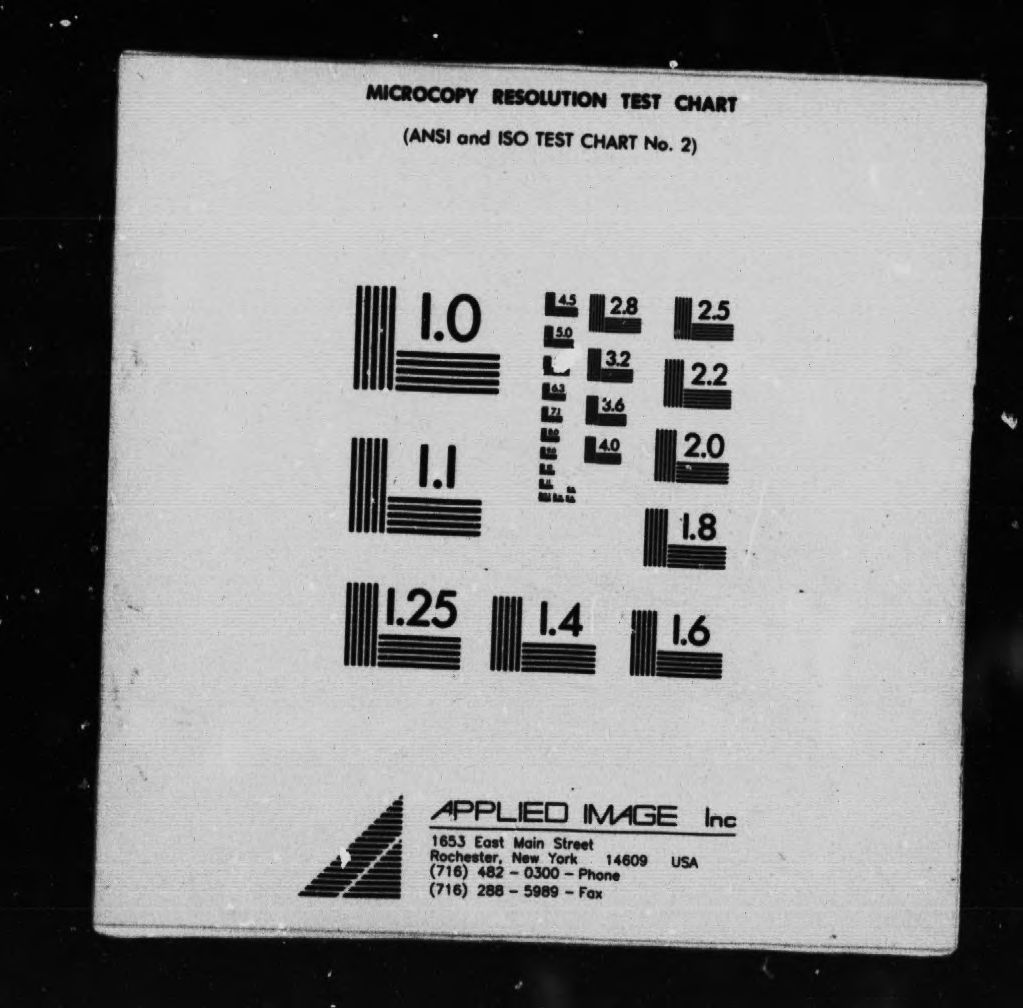 MICROCOPY RESOLUTION TEST CHART
(ANSI and ISO TEST CHART No. 2)
1.0
1.1
1.25
1.4
1.6
1.8
2.0
2.2
2.5
2.8
3.2
3.6
4.0
4.5
5.0
6.3
7.1
APPLIED IMAGE Inc
1653 East Main Street
Rochester, New York 14609 USA
(716) 482 - 0300 - Phone
(716) 288 - 5989 - Fax